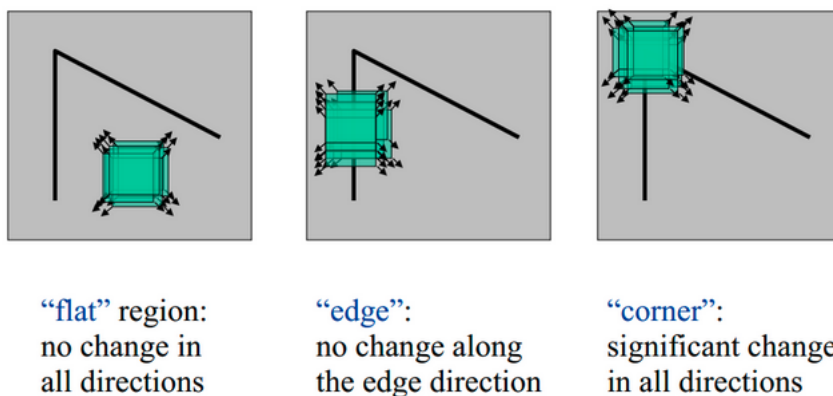 “flat” region:
no change in
all directions
“edge”:
no change along
the edge direction
“corner”:
significant change
in all directions